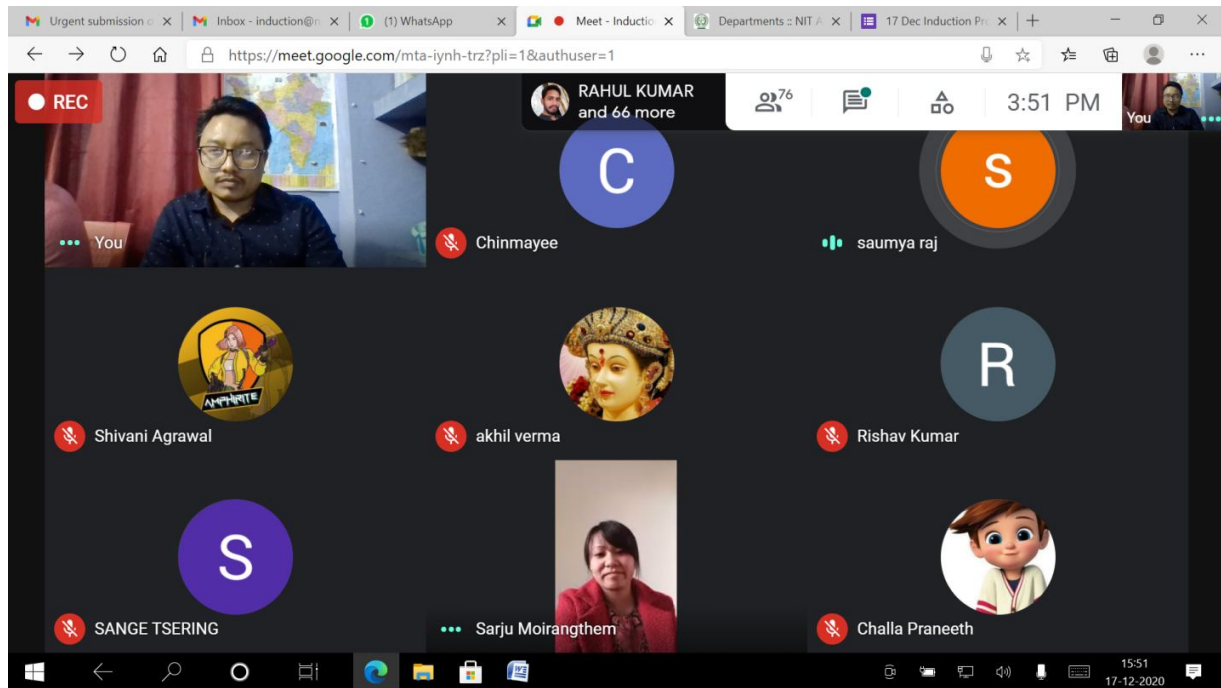 Urgent submission o
Inbox - induction@n
(1) WhatsApp
Meet - Inductio
Departments :: NIT A
17 Dec Induction Pro
https://meet.google.com/mta-iynh-trz?pli=1&authuser=1
REC
RAHUL KUMAR
and 66 more
76
3:51 PM
You
You
C
Chinmayee
S
saumya raj
AMPHIRITE
Shivani Agrawal
akhil verma
R
Rishav Kumar
S
SANGE TSERING
Sarju Moirangthem
Challa Praneeth
15:51
17-12-2020